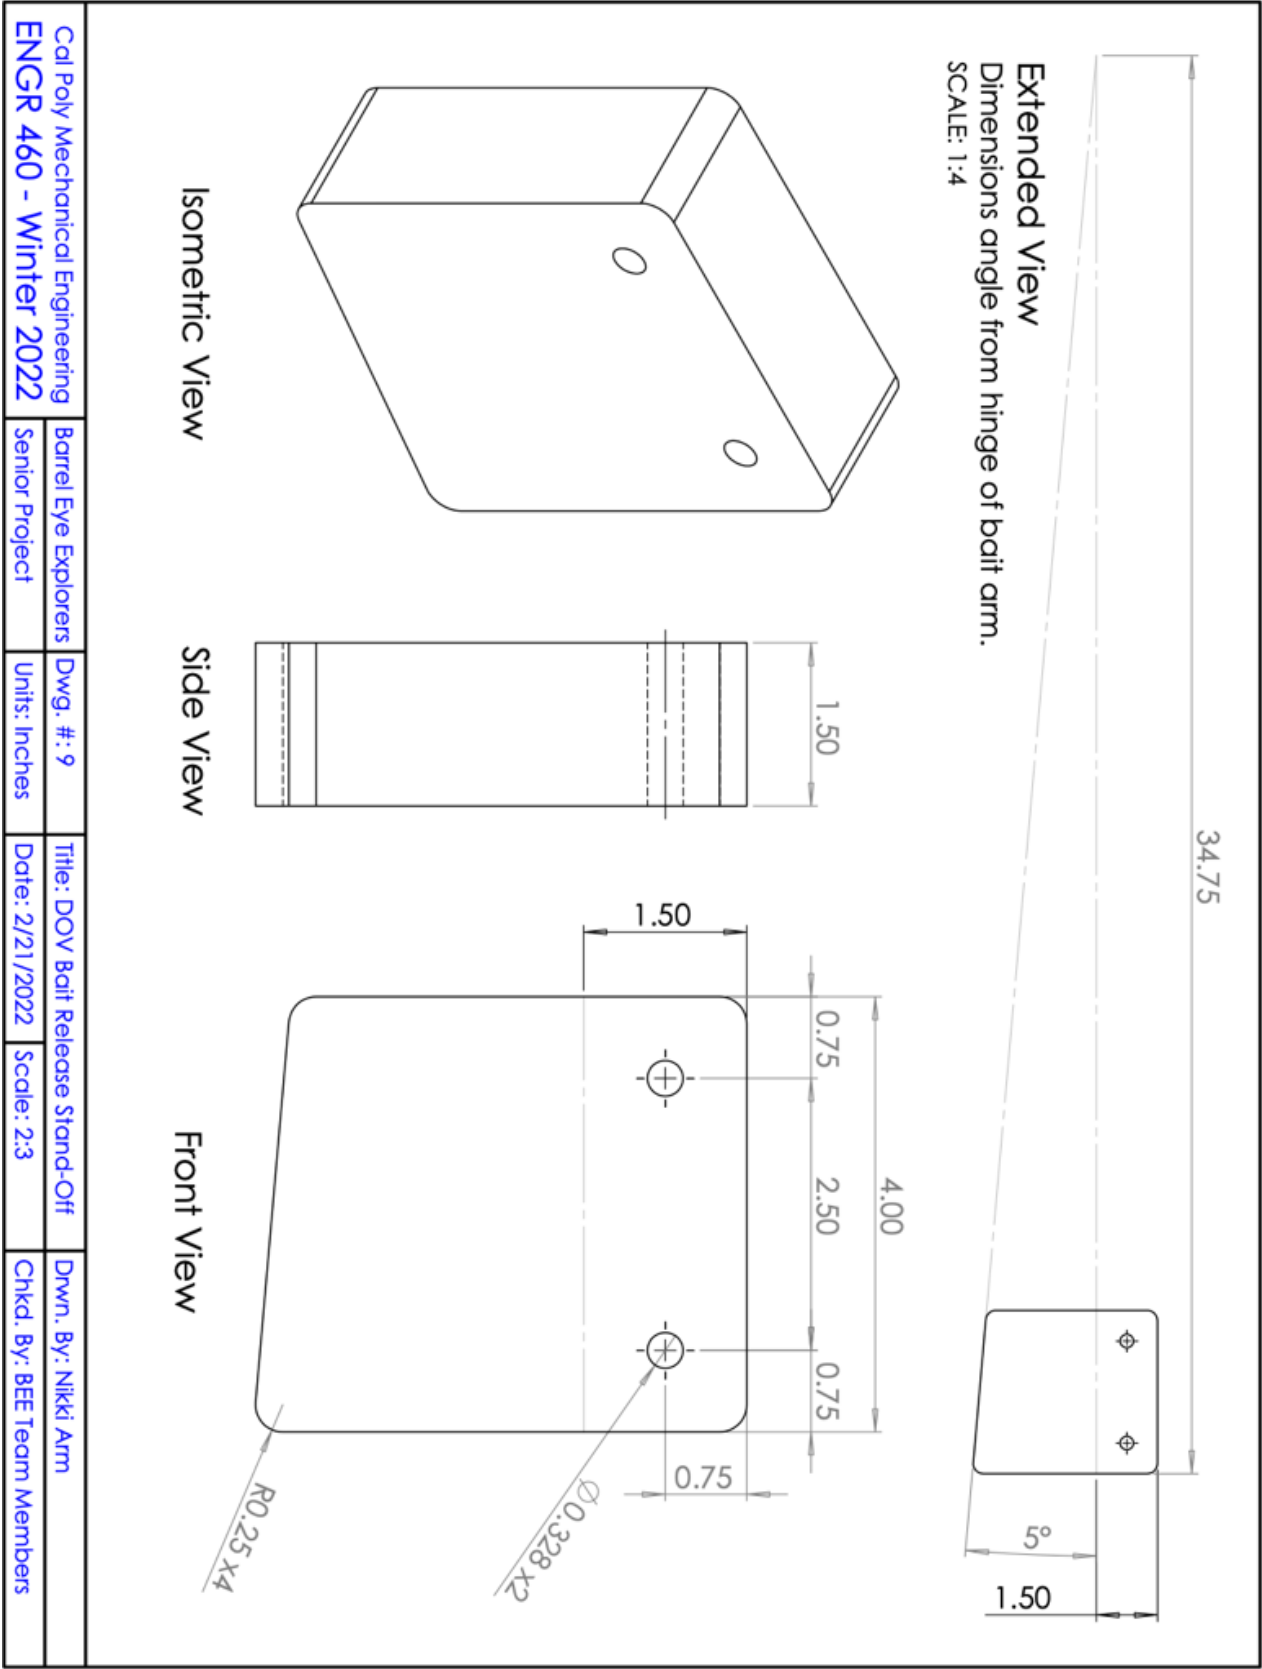 34.75
Extended View
Dimensions angle from hinge of bait arm.
SCALE: 1:4
5°
1.50
4.00
0.75
2.50
0.75
1.50
1.50
0.75
Ø0.328 x2
R0.25 x4
Isometric View
Side View
Front View
Cal Poly Mechanical Engineering
ENGR 460 - Winter 2022
Barrel Eye Explorers
Senior Project
Dwg. #: 9
Units: Inches
Title: DOV Bait Release Stand-Off
Date: 2/21/2022
Scale: 2:3
Drwn. By: Nikki Arm
Chkd. By: BEE Team Members